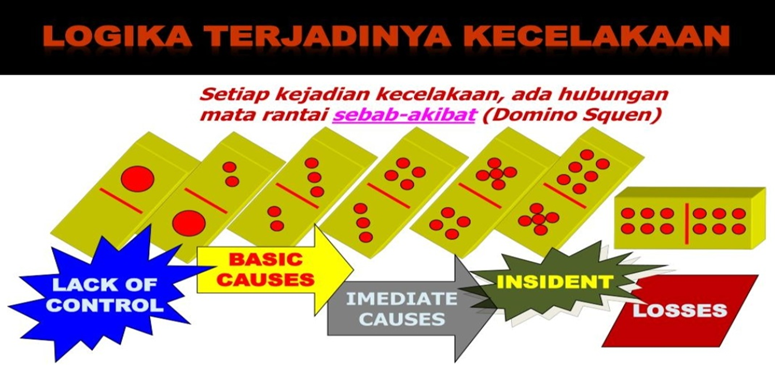 LOGIKA TERJADINYA KECELAKAAN
Setiap kejadian kecelakaan, ada hubungan
mata rantai sebab-akibat (Domino Squen)
LACK OF
CONTROL
BASIC
CAUSES
IMEDIATE
CAUSES
INSIDENT
LOSSES